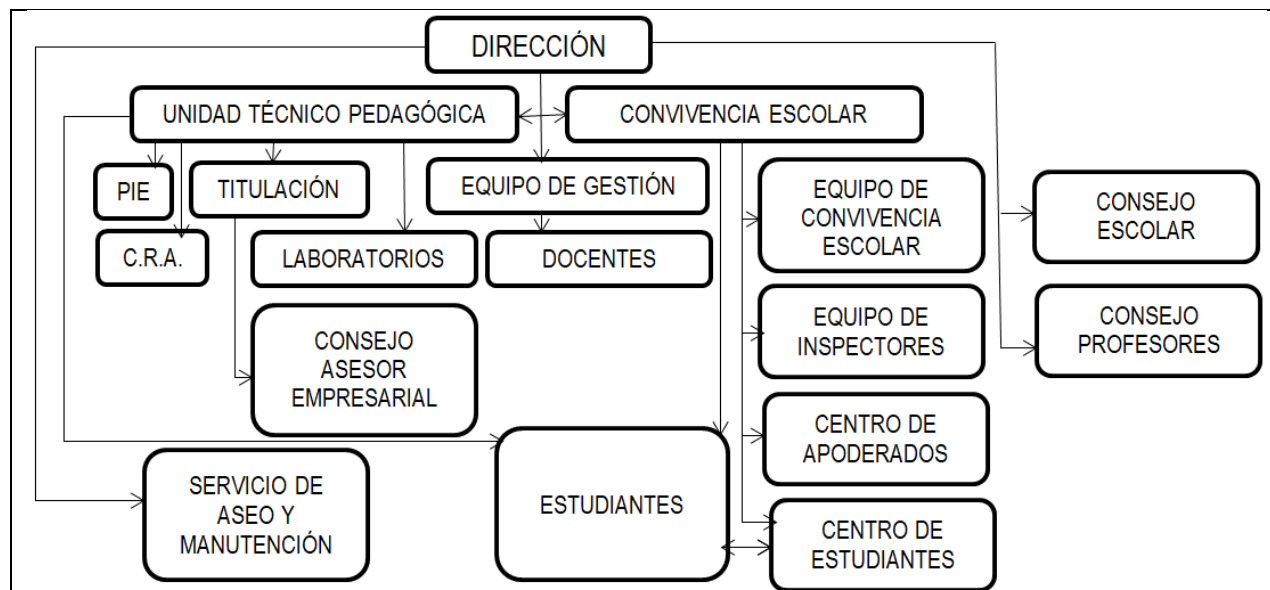 DIRECCIÓN
UNIDAD TÉCNICO PEDAGÓGICA
CONVIVENCIA ESCOLAR
PIE
TITULACIÓN
EQUIPO DE GESTIÓN
EQUIPO DE
CONVIVENCIA
ESCOLAR
CONSEJO
ESCOLAR
C.R.A.
LABORATORIOS
DOCENTES
EQUIPO DE
INSPECTORES
CONSEJO
PROFESORES
CONSEJO
ASESOR
EMPRESARIAL
CENTRO DE
APODERADOS
SERVICIO DE
ASEO Y
MANUTENCIÓN
ESTUDIANTES
CENTRO DE
ESTUDIANTES